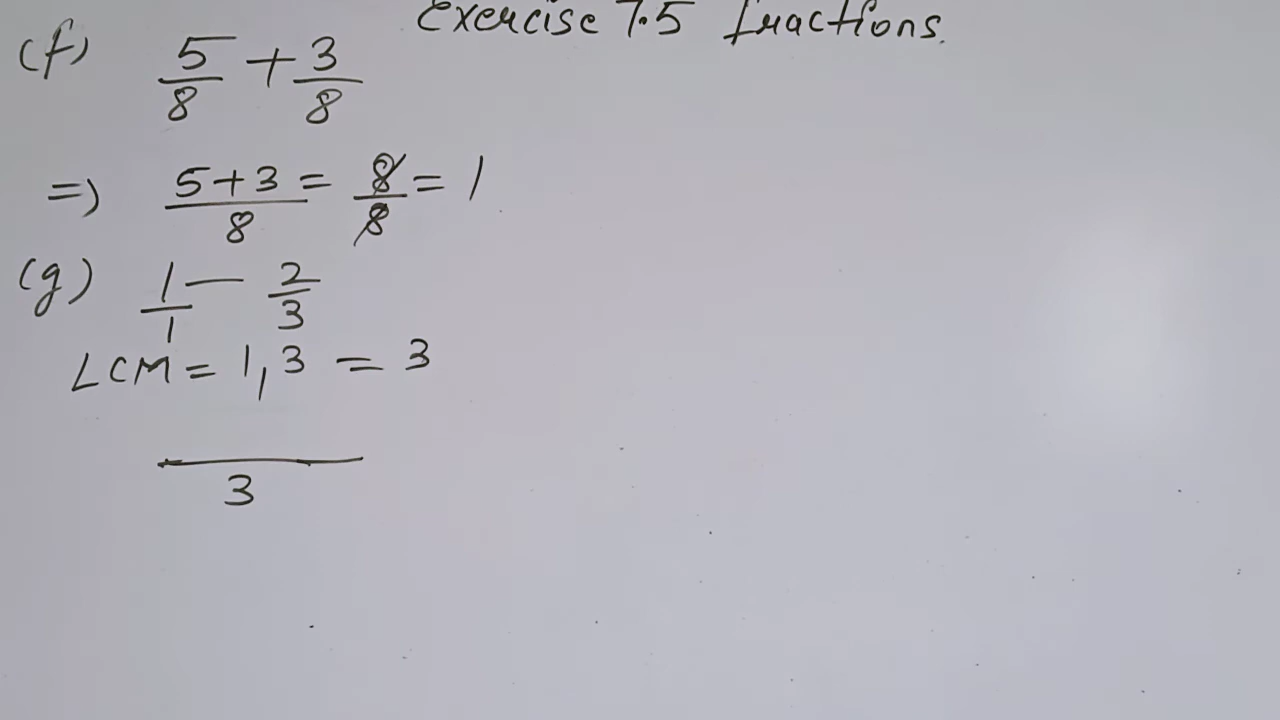 Exercise 7.5 fractions.
(f) 5/8 + 3/8
=) 5+3/8 = 8/8 = 1
(g) 1/1 - 2/3
LCM = 1,3 = 3
/3